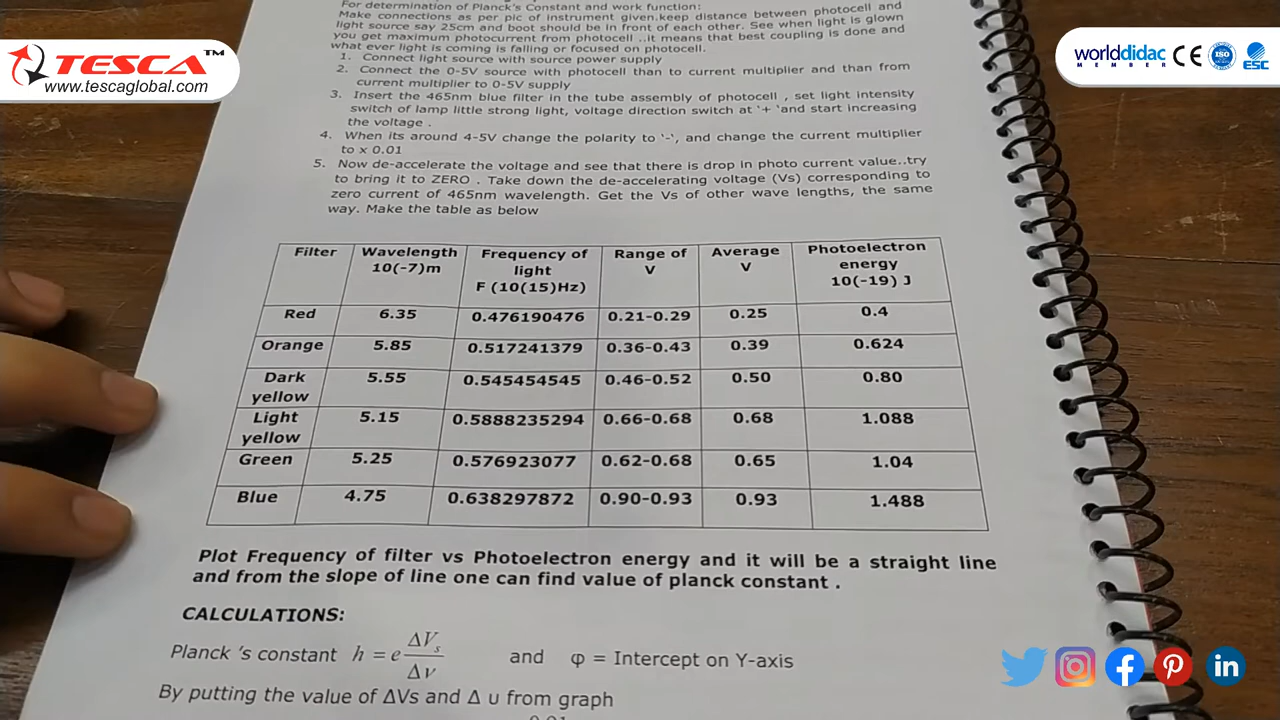 For determination of Planck's Constant and work function:
Make connections as per pic of instrument given.keep distance between photocell and
light source say 25cm and boot should be in front of each other. See when light is glown
you get maximum photocurrent from photocell ..it means that best coupling is done and
what ever light is coming is falling or focused on photocell.
1. Connect light source with source power supply
2. Connect the 0-5V source with photocell than to current multiplier and than from
current multiplier to 0-5V supply
3. Insert the 465nm blue filter in the tube assembly of photocell , set light intensity
switch of lamp little strong light, voltage direction switch at '+ 'and start increasing
the voltage .
4. When its around 4-5V change the polarity to '-', and change the current multiplier
to x 0.01
5. Now de-accelerate the voltage and see that there is drop in photo current value..try
to bring it to ZERO . Take down the de-accelerating voltage (Vs) corresponding to
zero current of 465nm wavelength. Get the Vs of other wave lengths, the same
way. Make the table as below
TESCA™
www.tescaglobal.com
worlddidac
MEMBER
CE
ISO
ESC
Filter Wavelength 10(-7)m Frequency of light F (10(15)Hz) Range of V Average V Photoelectron energy 10(-19) J
Red 6.35 0.476190476 0.21-0.29 0.25 0.4
Orange 5.85 0.517241379 0.36-0.43 0.39 0.624
Dark yellow 5.55 0.545454545 0.46-0.52 0.50 0.80
Light yellow 5.15 0.5888235294 0.66-0.68 0.68 1.088
Green 5.25 0.576923077 0.62-0.68 0.65 1.04
Blue 4.75 0.638297872 0.90-0.93 0.93 1.488
Plot Frequency of filter vs Photoelectron energy and it will be a straight line
and from the slope of line one can find value of planck constant .
CALCULATIONS:
Planck 's constant h = e ΔVs / Δν and φ = Intercept on Y-axis
By putting the value of ΔVs and Δ υ from graph